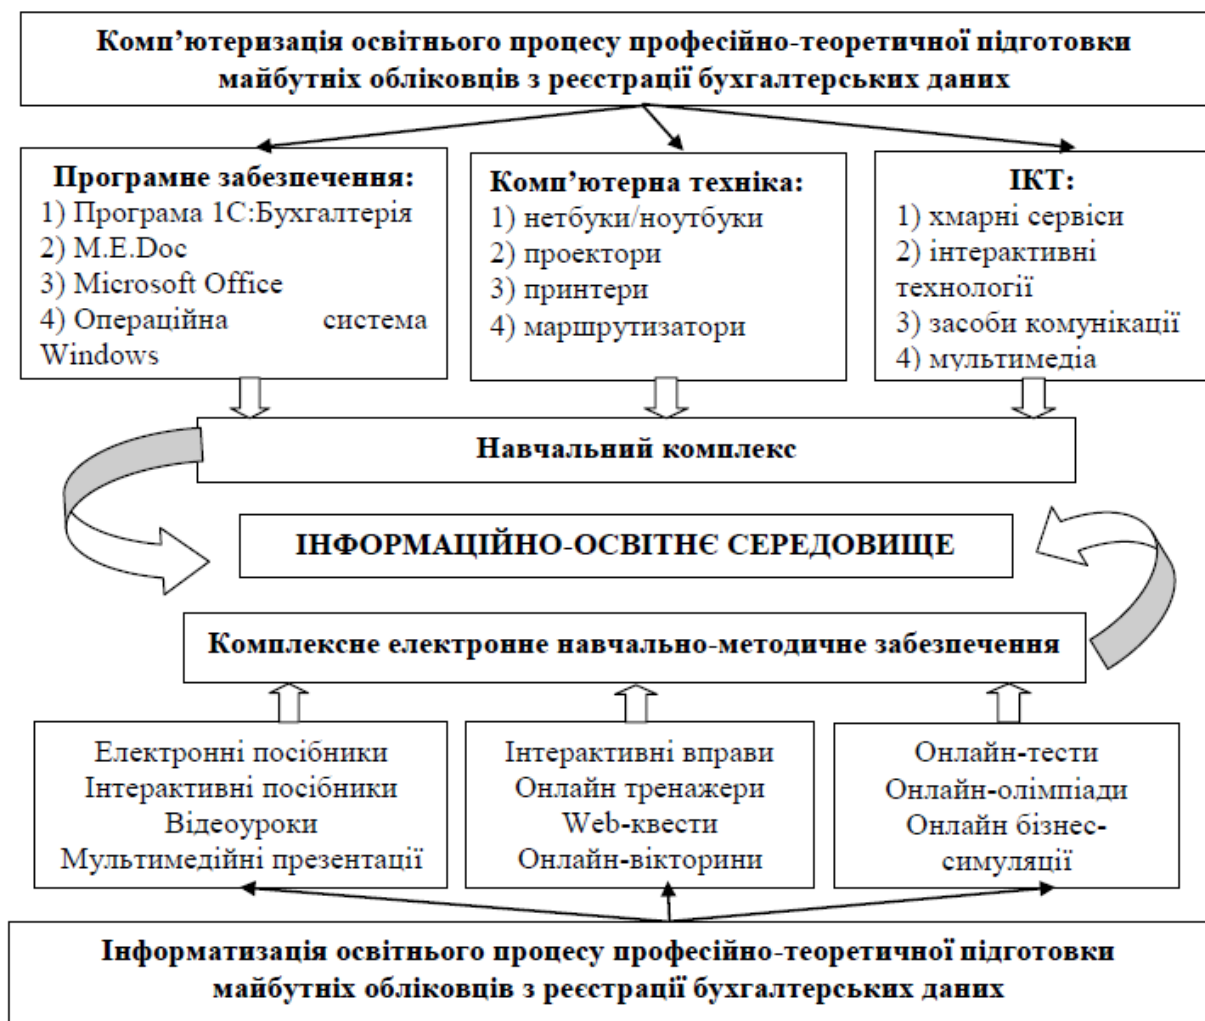 Комп’ютеризація освітнього процесу професійно-теоретичної підготовки
майбутніх обліковців з реєстрації бухгалтерських даних
Програмне забезпечення:
1) Програма 1С:Бухгалтерія
2) M.E.Doc
3) Microsoft Office
4) Операційна система
Windows
Комп’ютерна техніка:
1) нетбуки/ноутбуки
2) проектори
3) принтери
4) маршрутизатори
ІКТ:
1) хмарні сервіси
2) інтерактивні
технології
3) засоби комунікації
4) мультимедіа
Навчальний комплекс
ІНФОРМАЦІЙНО-ОСВІТНЄ СЕРЕДОВИЩЕ
Комплексне електронне навчально-методичне забезпечення
Електронні посібники
Інтерактивні посібники
Відеоуроки
Мультимедійні презентації
Інтерактивні вправи
Онлайн тренажери
Web-квести
Онлайн-вікторини
Онлайн-тести
Онлайн-олімпіади
Онлайн бізнес-
симуляції
Інформатизація освітнього процесу професійно-теоретичної підготовки
майбутніх обліковців з реєстрації бухгалтерських даних